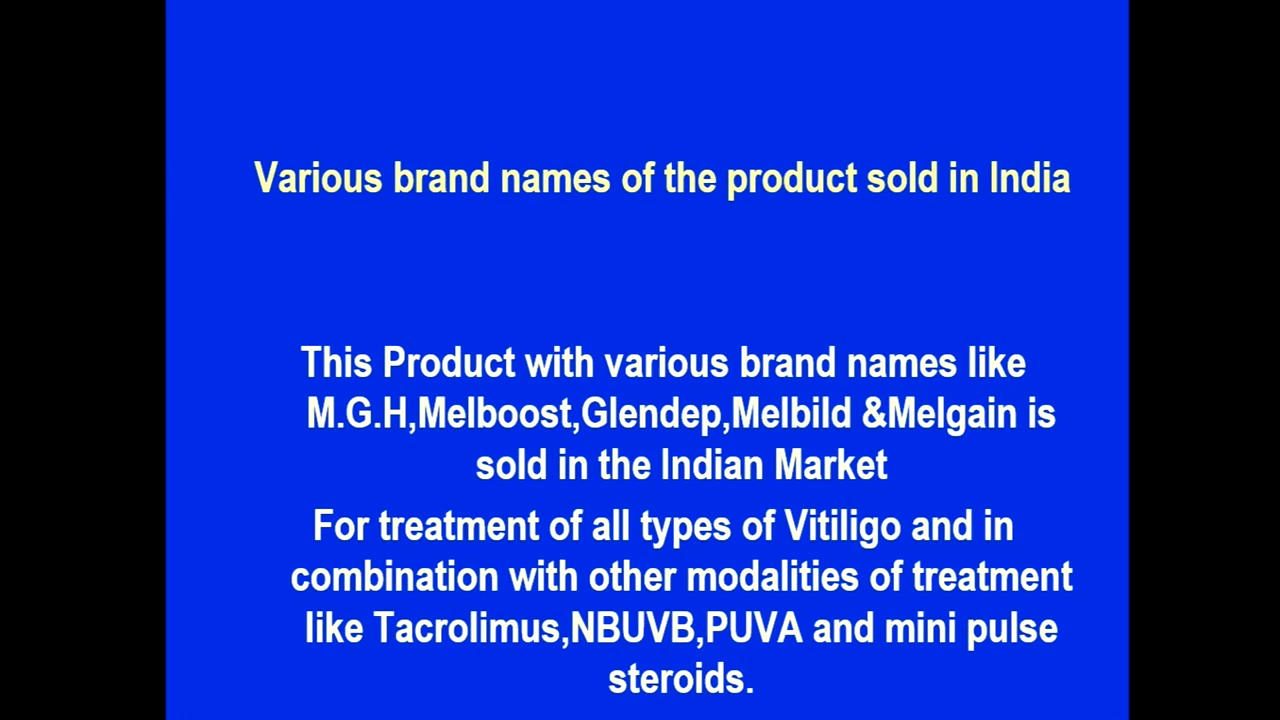 Various brand names of the product sold in India
This Product with various brand names like
M.G.H,Melboost,Glendep,Melbild &Melgain is
sold in the Indian Market
For treatment of all types of Vitiligo and in
combination with other modalities of treatment
like Tacrolimus,NBUVB,PUVA and mini pulse
steroids.